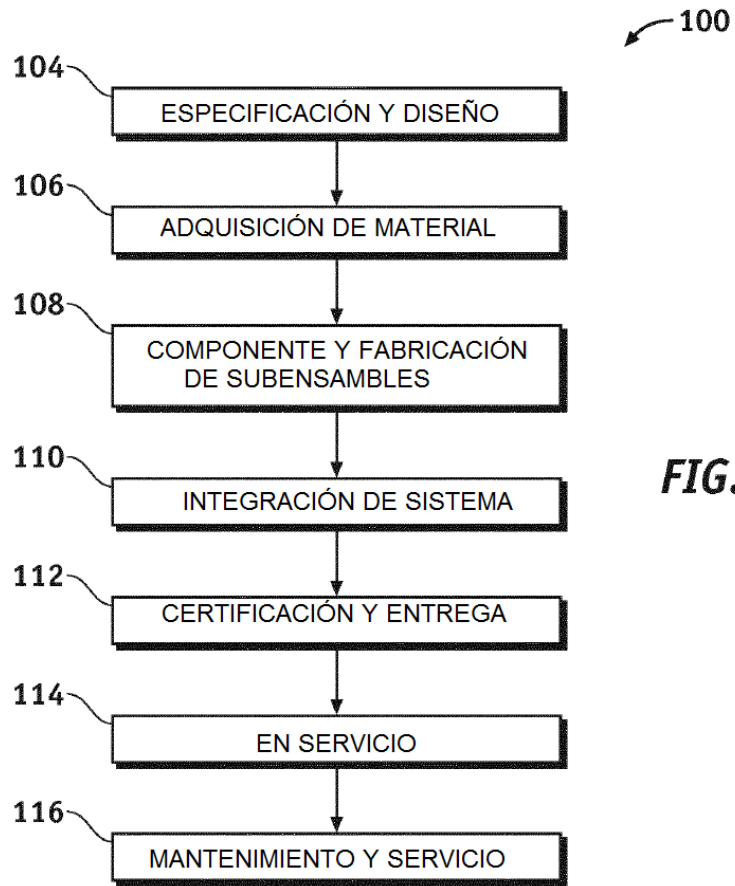 100
104
ESPECIFICACIÓN Y DISEÑO
106
ADQUISICIÓN DE MATERIAL
108
COMPONENTE Y FABRICACIÓN
DE SUBENSAMBLES
110
INTEGRACIÓN DE SISTEMA
FIG.
112
CERTIFICACIÓN Y ENTREGA
114
EN SERVICIO
116
MANTENIMIENTO Y SERVICIO